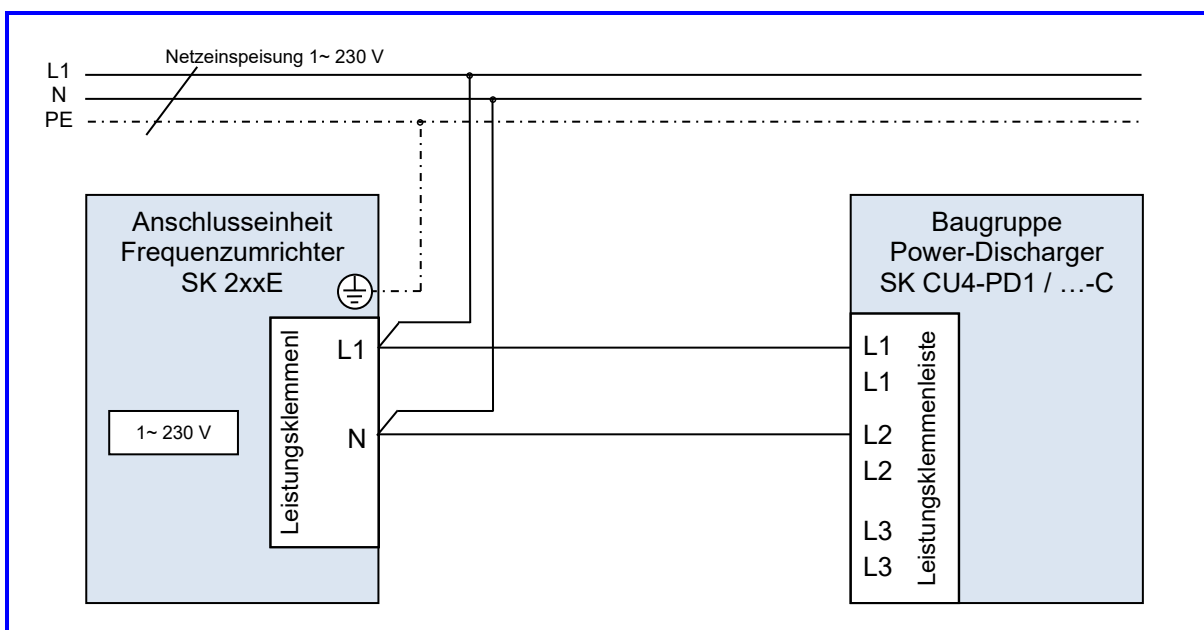 Netzeinspeisung 1~ 230 V
L1
N
PE
Anschlusseinheit
Frequenzumrichter
SK 2xxE
Leistungsklemmenl
L1
N
1~ 230 V
Baugruppe
Power-Discharger
SK CU4-PD1 / …-C
L1
L1
L2
L2
L3
L3
Leistungsklemmenleiste